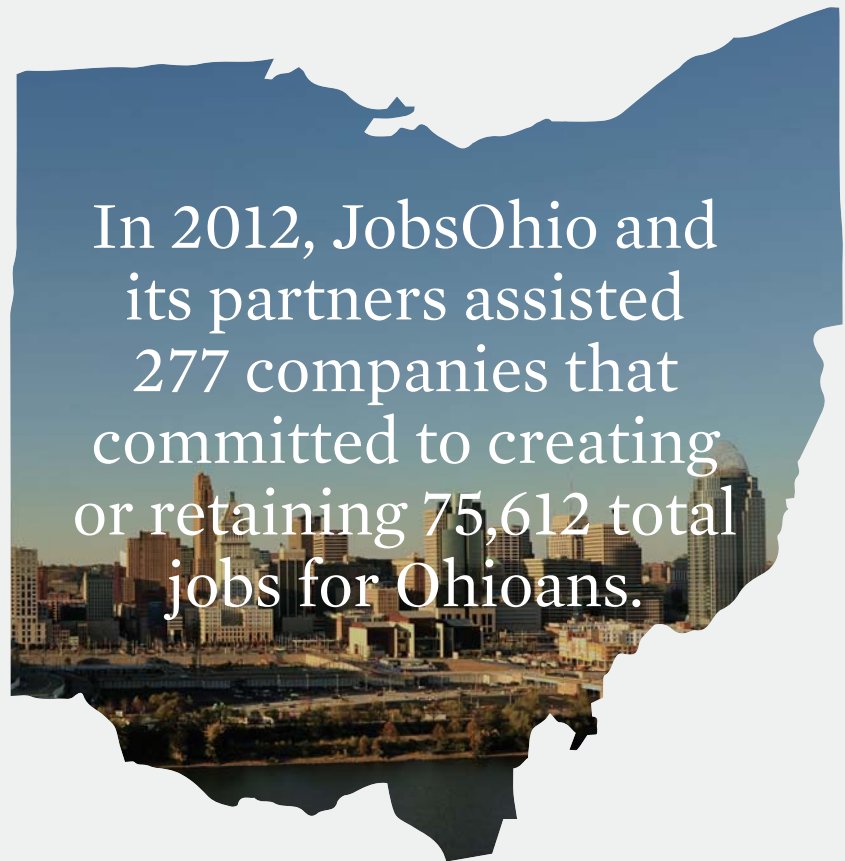 In 2012, JobsOhio and
its partners assisted
277 companies that
committed to creating
or retaining 75,612 total
jobs for Ohioans.